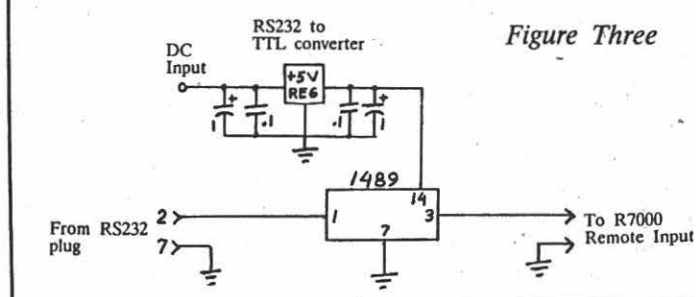 Figure Three
RS232 to
TTL converter
DC
Input
+5V
REG
+
1
.1
.1
+
1
1489
14
1
3
7
From RS232
plug
2
7
To R7000
Remote Input